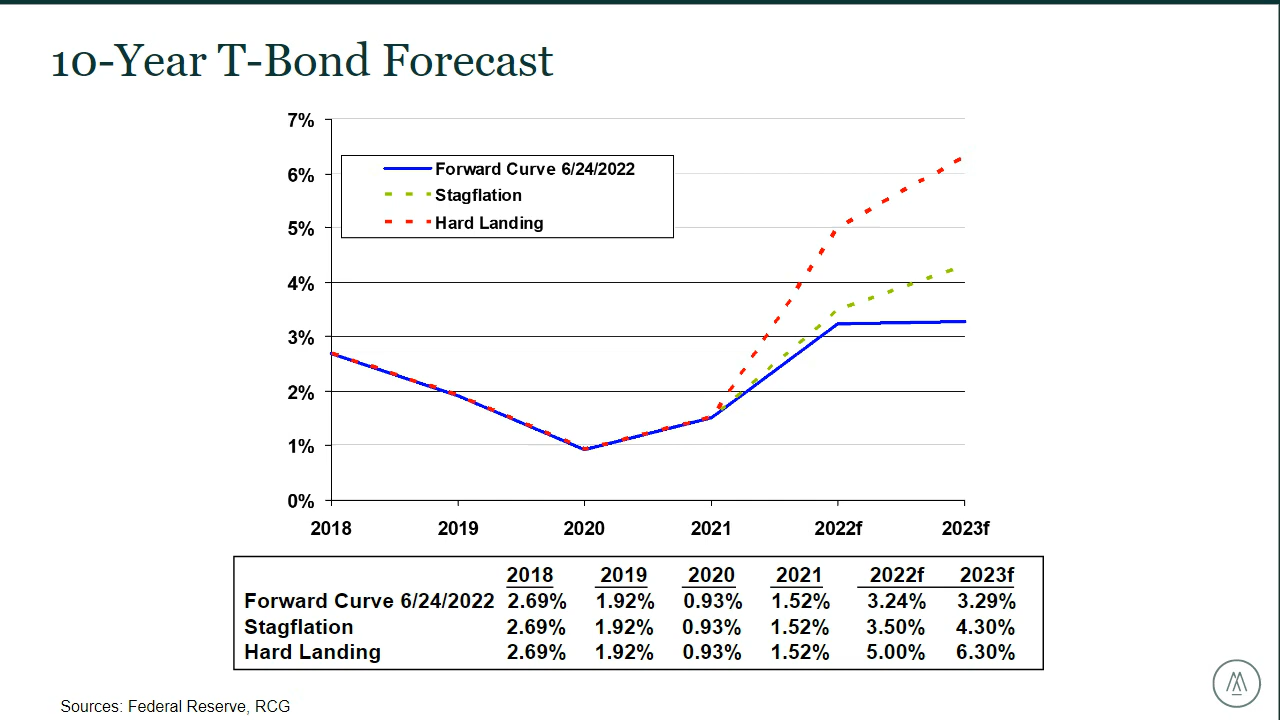 10-Year T-Bond Forecast
7%
6%
5%
4%
3%
2%
1%
0%
Forward Curve 6/24/2022
Stagflation
Hard Landing
2018 2019 2020 2021 2022f 2023f
2018 2019 2020 2021 2022f 2023f
Forward Curve 6/24/2022 2.69% 1.92% 0.93% 1.52% 3.24% 3.29%
Stagflation 2.69% 1.92% 0.93% 1.52% 3.50% 4.30%
Hard Landing 2.69% 1.92% 0.93% 1.52% 5.00% 6.30%
Sources: Federal Reserve, RCG